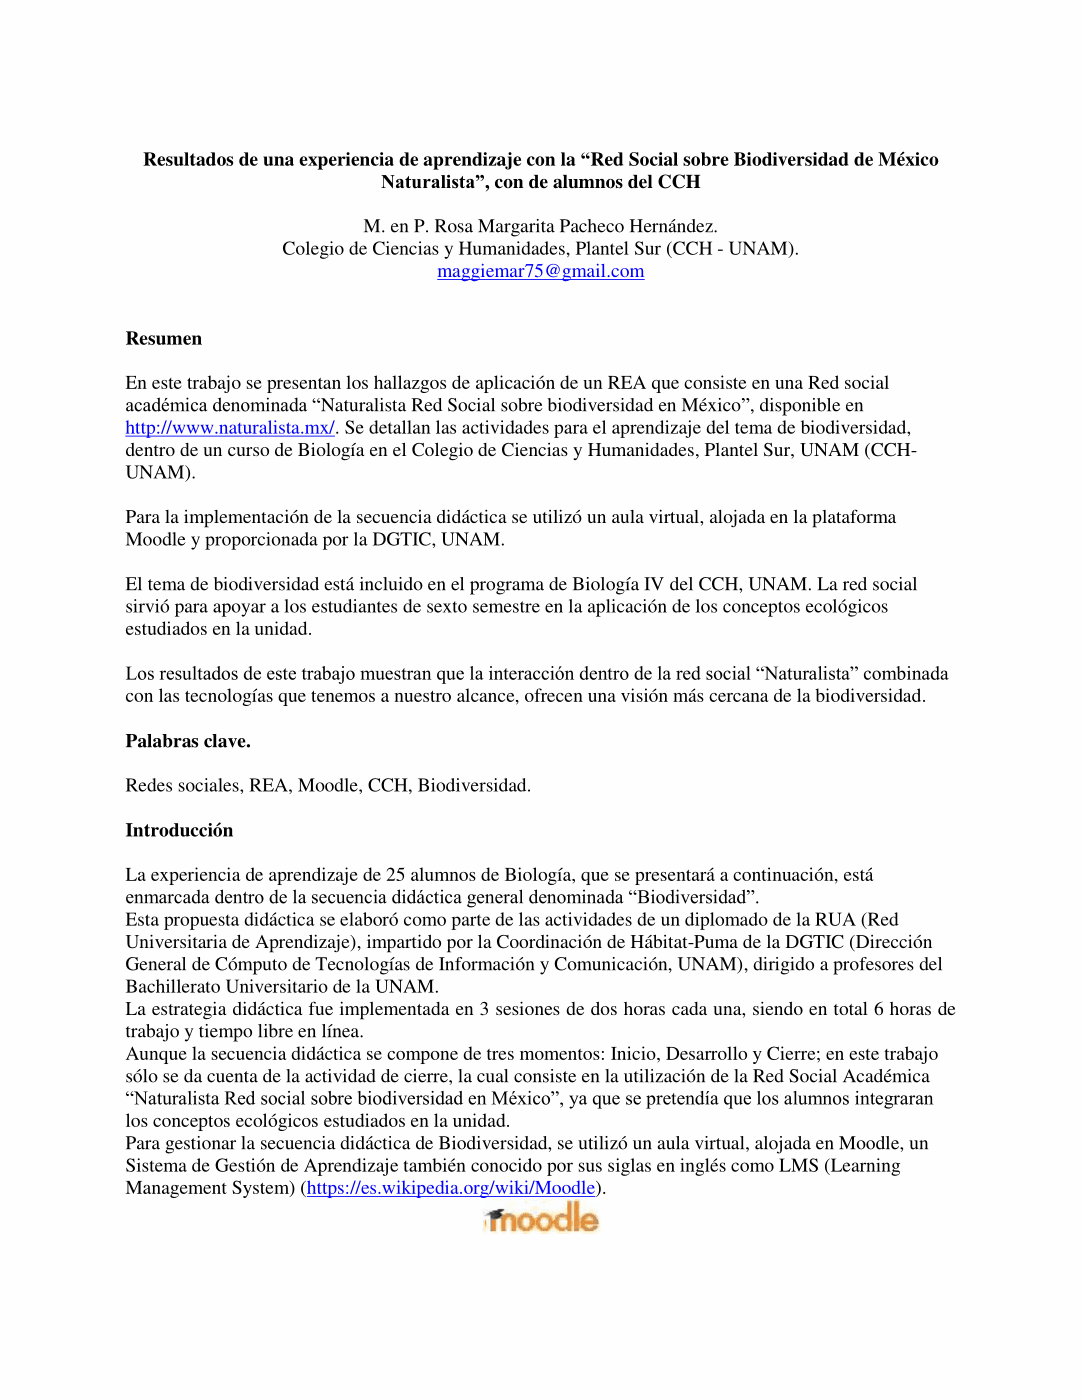 Resultados de una experiencia de aprendizaje con la “Red Social sobre Biodiversidad de México
Naturalista”, con de alumnos del CCH
M. en P. Rosa Margarita Pacheco Hernández.
Colegio de Ciencias y Humanidades, Plantel Sur (CCH - UNAM).
maggiemar75@gmail.com
Resumen
En este trabajo se presentan los hallazgos de aplicación de un REA que consiste en una Red social
académica denominada “Naturalista Red Social sobre biodiversidad en México”, disponible en
http://www.naturalista.mx/. Se detallan las actividades para el aprendizaje del tema de biodiversidad,
dentro de un curso de Biología en el Colegio de Ciencias y Humanidades, Plantel Sur, UNAM (CCH-
UNAM).
Para la implementación de la secuencia didáctica se utilizó un aula virtual, alojada en la plataforma
Moodle y proporcionada por la DGTIC, UNAM.
El tema de biodiversidad está incluido en el programa de Biología IV del CCH, UNAM. La red social
sirvió para apoyar a los estudiantes de sexto semestre en la aplicación de los conceptos ecológicos
estudiados en la unidad.
Los resultados de este trabajo muestran que la interacción dentro de la red social “Naturalista” combinada
con las tecnologías que tenemos a nuestro alcance, ofrecen una visión más cercana de la biodiversidad.
Palabras clave.
Redes sociales, REA, Moodle, CCH, Biodiversidad.
Introducción
La experiencia de aprendizaje de 25 alumnos de Biología, que se presentará a continuación, está
enmarcada dentro de la secuencia didáctica general denominada “Biodiversidad”.
Esta propuesta didáctica se elaboró como parte de las actividades de un diplomado de la RUA (Red
Universitaria de Aprendizaje), impartido por la Coordinación de Hábitat-Puma de la DGTIC (Dirección
General de Cómputo de Tecnologías de Información y Comunicación, UNAM), dirigido a profesores del
Bachillerato Universitario de la UNAM.
La estrategia didáctica fue implementada en 3 sesiones de dos horas cada una, siendo en total 6 horas de
trabajo y tiempo libre en línea.
Aunque la secuencia didáctica se compone de tres momentos: Inicio, Desarrollo y Cierre; en este trabajo
sólo se da cuenta de la actividad de cierre, la cual consiste en la utilización de la Red Social Académica
“Naturalista Red social sobre biodiversidad en México”, ya que se pretendía que los alumnos integraran
los conceptos ecológicos estudiados en la unidad.
Para gestionar la secuencia didáctica de Biodiversidad, se utilizó un aula virtual, alojada en Moodle, un
Sistema de Gestión de Aprendizaje también conocido por sus siglas en inglés como LMS (Learning
Management System) (https://es.wikipedia.org/wiki/Moodle).
moodle